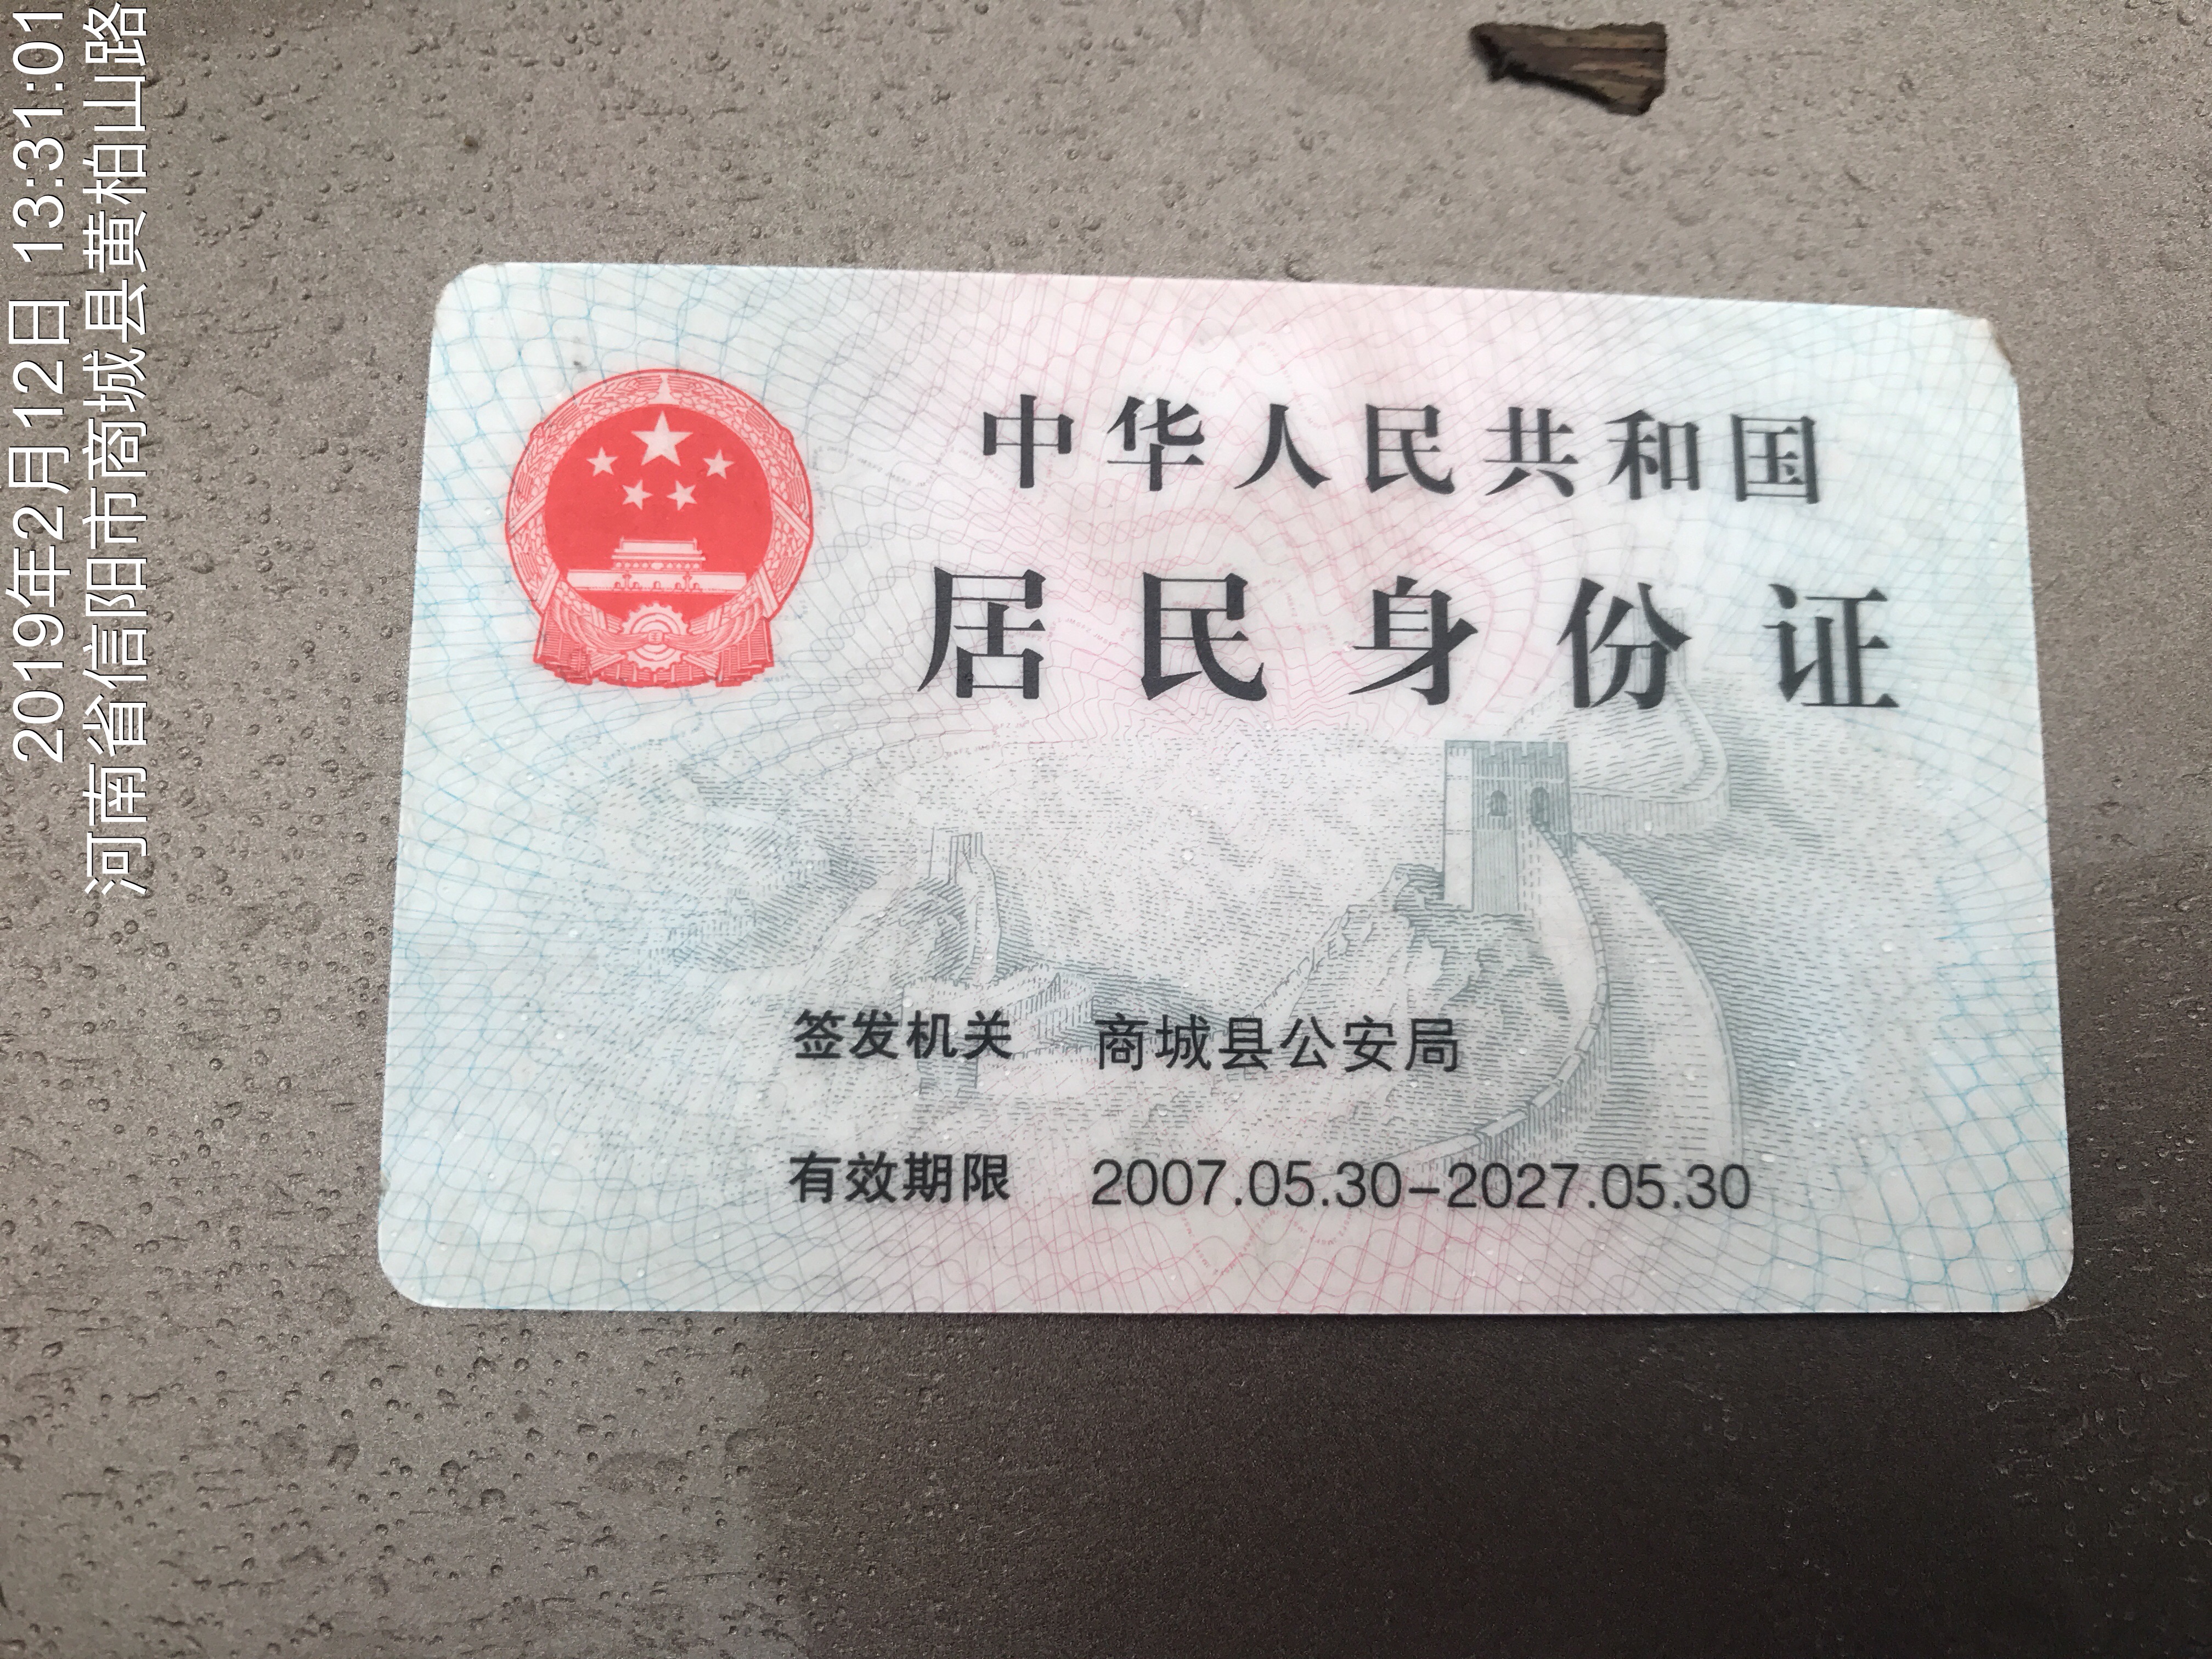 2019年2月12日 13:31:01
河南省信阳市商城县黄柏山路
中华人民共和国
居民身份证
签发机关 商城县公安局
有效期限 2007.05.30-2027.05.30